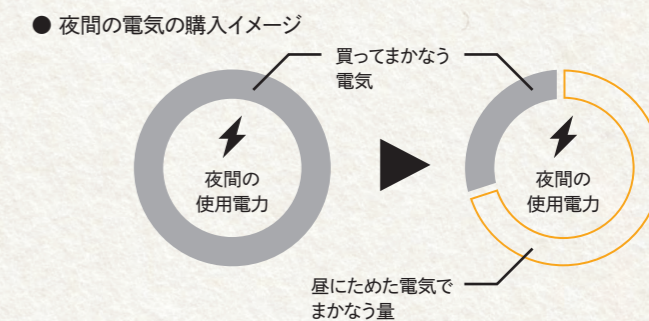 ● 夜間の電気の購入イメージ
買ってまかなう
電気
夜間の
使用電力
夜間の
使用電力
昼にためた電気で
まかなう量